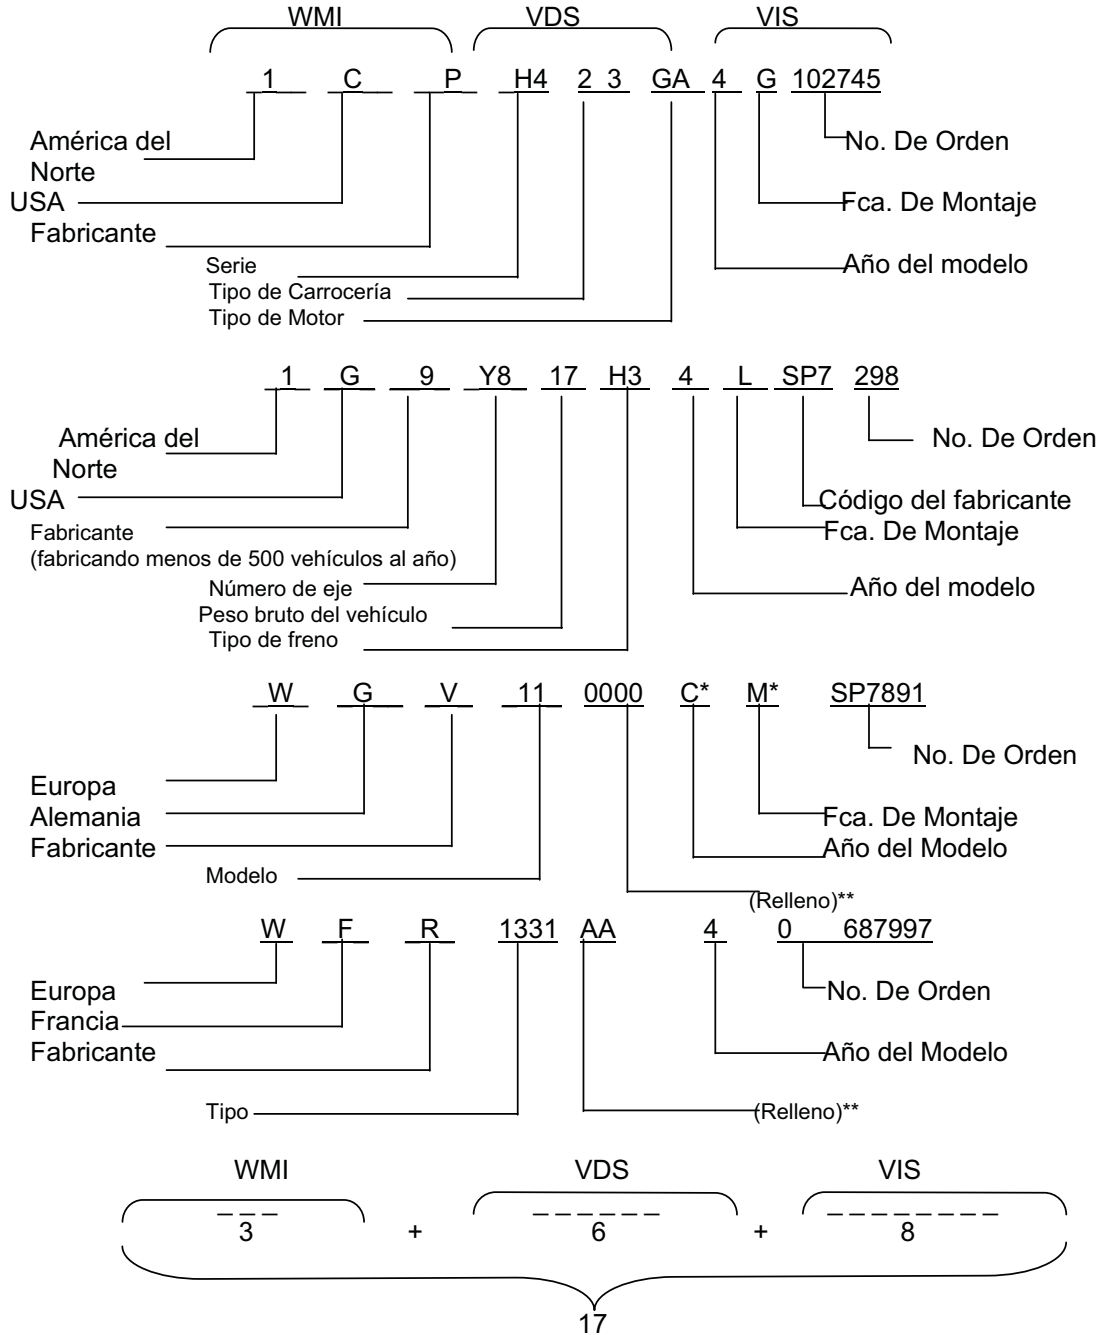 WMI VDS VIS
1 C P H4 2 3 GA 4 G 102745
América del
Norte
No. De Orden
USA
Fca. De Montaje
Fabricante
Serie
Año del modelo
Tipo de Carrocería
Tipo de Motor
1 G 9 Y8 17 H3 4 L SP7 298
América del
Norte
No. De Orden
USA
Código del fabricante
Fabricante
Fca. De Montaje
(fabricando menos de 500 vehículos al año)
Número de eje
Año del modelo
Peso bruto del vehículo
Tipo de freno
W G V 11 0000 C* M* SP7891
No. De Orden
Europa
Alemania
Fca. De Montaje
Fabricante
Año del Modelo
Modelo
(Relleno)**
W F R 1331 AA 4 0 687997
Europa
No. De Orden
Francia
Fabricante
Año del Modelo
Tipo
(Relleno)**
WMI VDS VIS
_ _ _ _ _ _ _ _ _ _ _ _ _ _ _ _ _
3 + 6 + 8
17